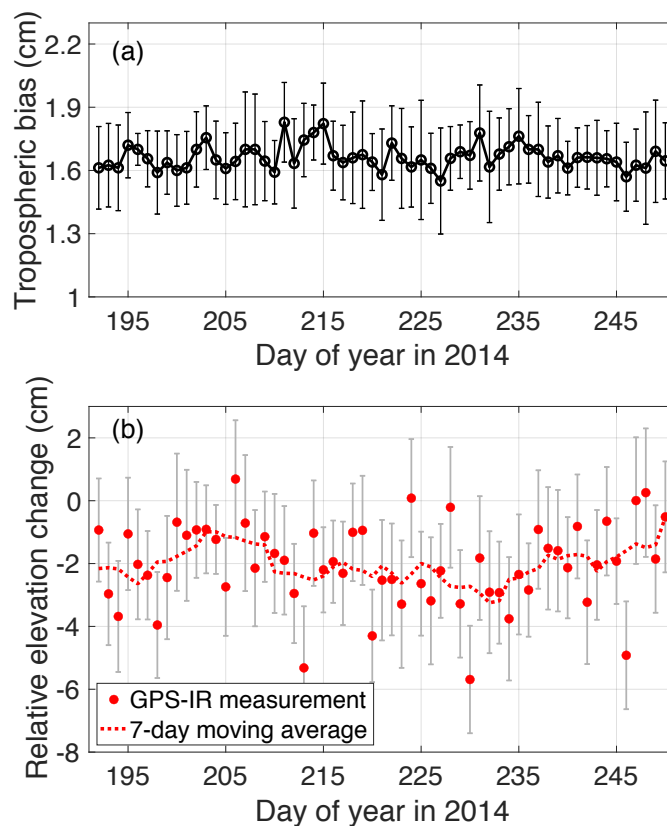 (a)
Tropospheric bias (cm)
2.2
1.9
1.6
1.3
1
195 205 215 225 235 245
Day of year in 2014
(b)
Relative elevation change (cm)
2
0
-2
-4
-6
-8
GPS-IR measurement
7-day moving average
195 205 215 225 235 245
Day of year in 2014